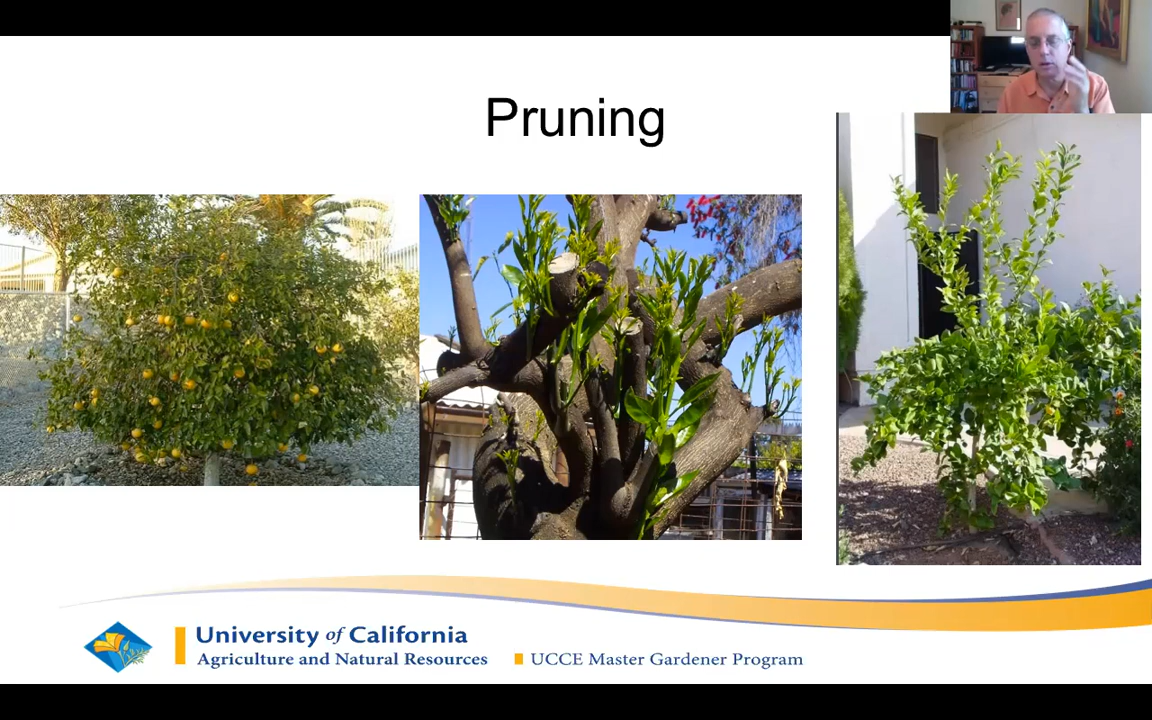 Pruning
University of California
Agriculture and Natural Resources
UCCE Master Gardener Program